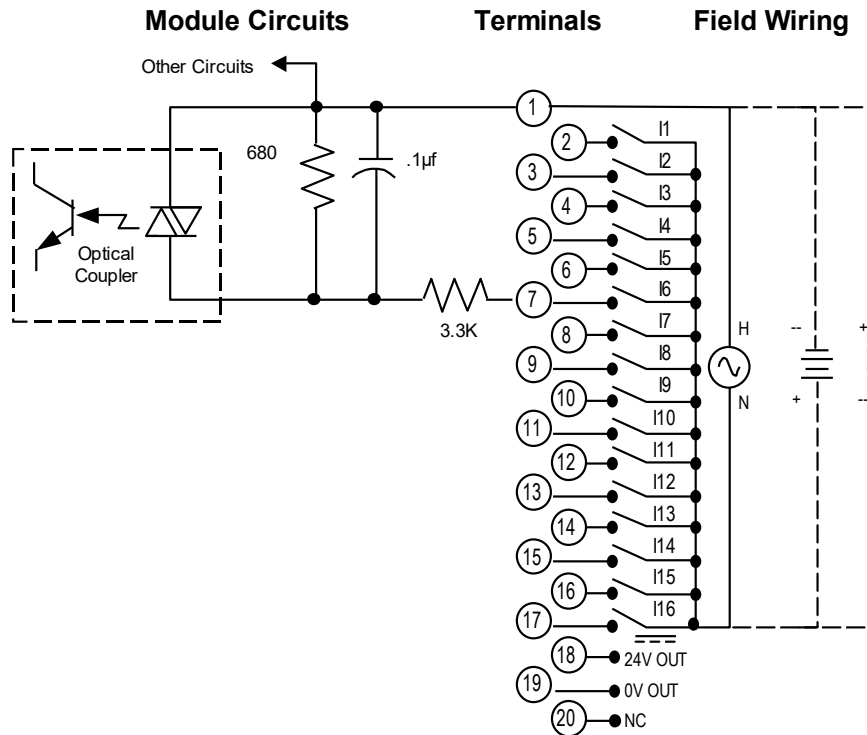 Module Circuits Terminals Field Wiring
Other Circuits
1
I1
2
680
.1µf
I2
3
I3
4
I4
5
Optical
Coupler
I5
6
I6
7
3.3K
I7
8
H
-- +
I8
9
I9
10
N
+ --
I10
11
I11
12
I12
13
I13
14
I14
15
I15
16
I16
17
18 24V OUT
19 0V OUT
20 NC